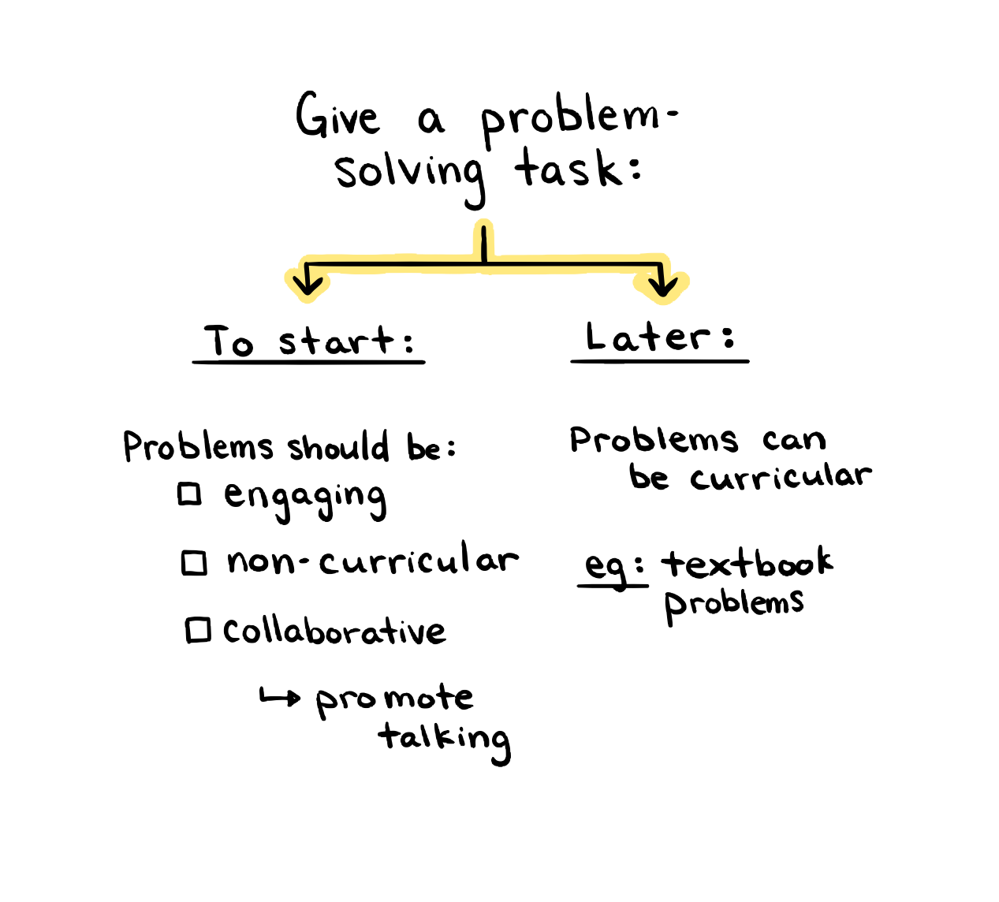 Give a problem-
solving task:
To start:
Problems should be:
engaging
non-curricular
collaborative
promote
talking
Later:
Problems can
be curricular
eg: textbook
problems